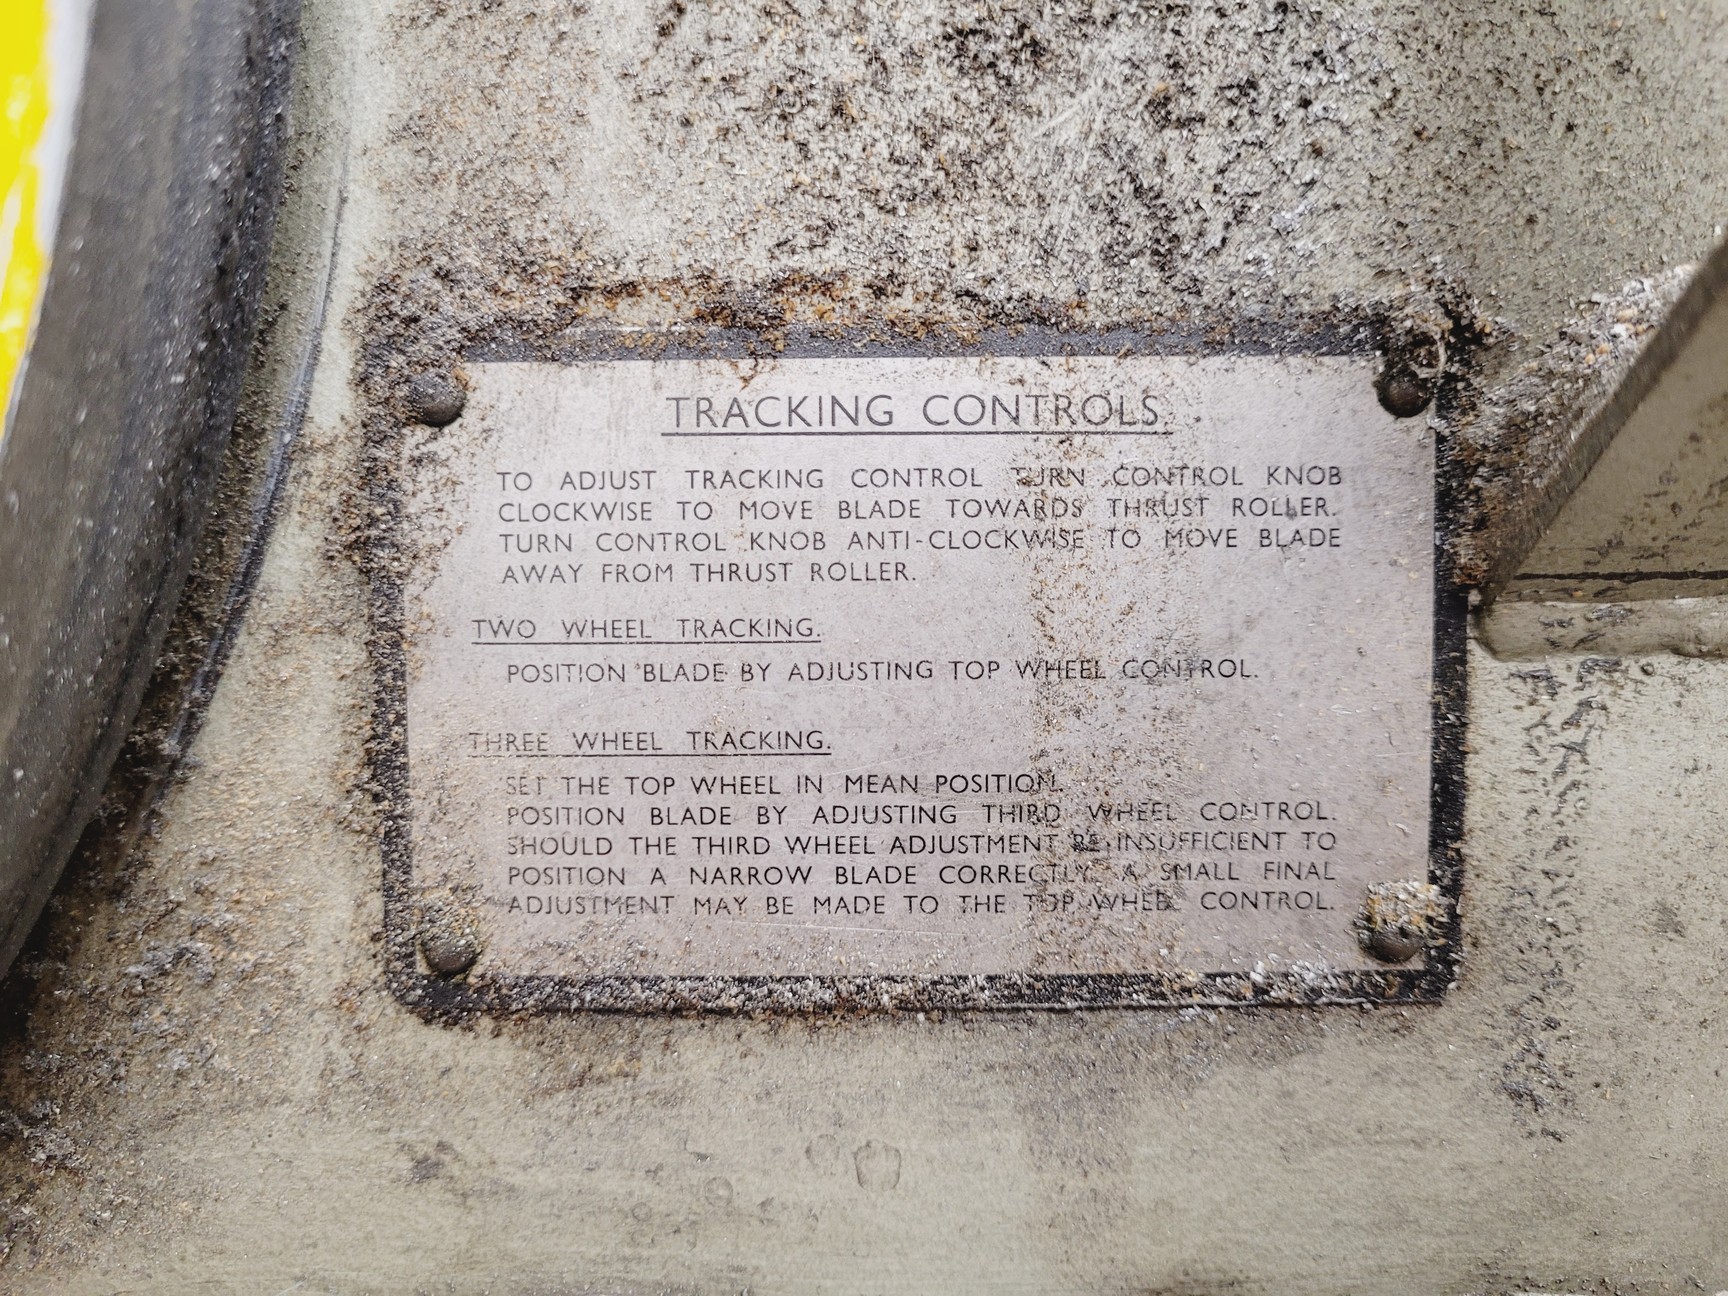 TRACKING CONTROLS.
TO ADJUST TRACKING CONTROL TURN CONTROL KNOB
CLOCKWISE TO MOVE BLADE TOWARDS THRUST ROLLER.
TURN CONTROL KNOB ANTI-CLOCKWISE TO MOVE BLADE
AWAY FROM THRUST ROLLER.
TWO WHEEL TRACKING.
POSITION BLADE BY ADJUSTING TOP WHEEL CONTROL.
THREE WHEEL TRACKING.
SET THE TOP WHEEL IN MEAN POSITION.
POSITION BLADE BY ADJUSTING THIRD WHEEL CONTROL.
SHOULD THE THIRD WHEEL ADJUSTMENT BE INSUFFICIENT TO
POSITION A NARROW BLADE CORRECTLY A SMALL FINAL
ADJUSTMENT MAY BE MADE TO THE TOP WHEEL CONTROL.